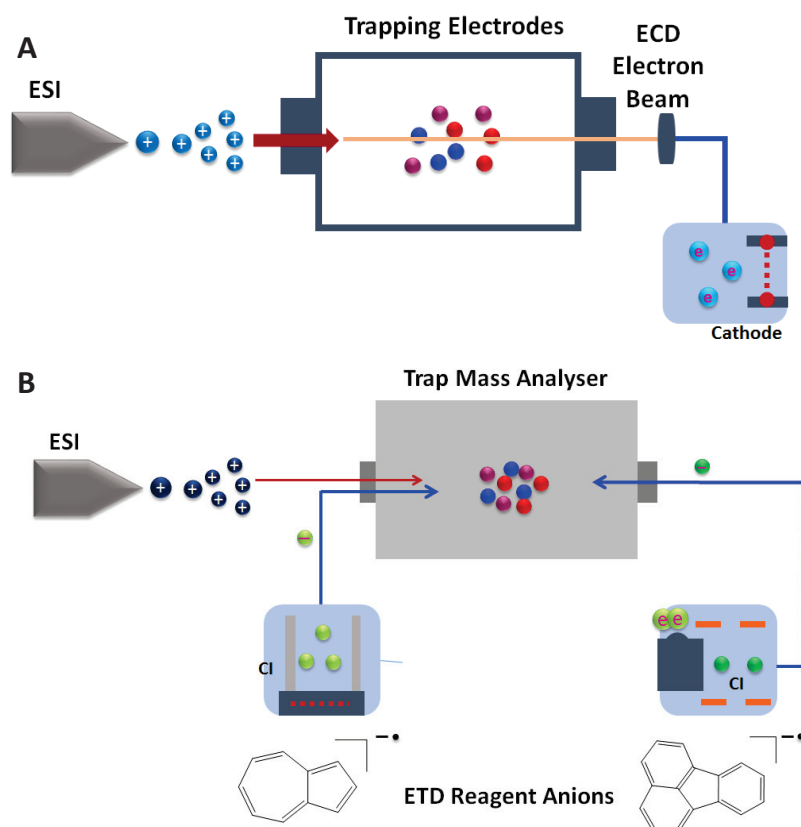 A
Trapping Electrodes
ECD
Electron
Beam
ESI
+ + + + + + +
e
e
e
Cathode
B
Trap Mass Analyser
ESI
+ + + + + + +
−
−
e e
CI
CI
−•
−•
ETD Reagent Anions